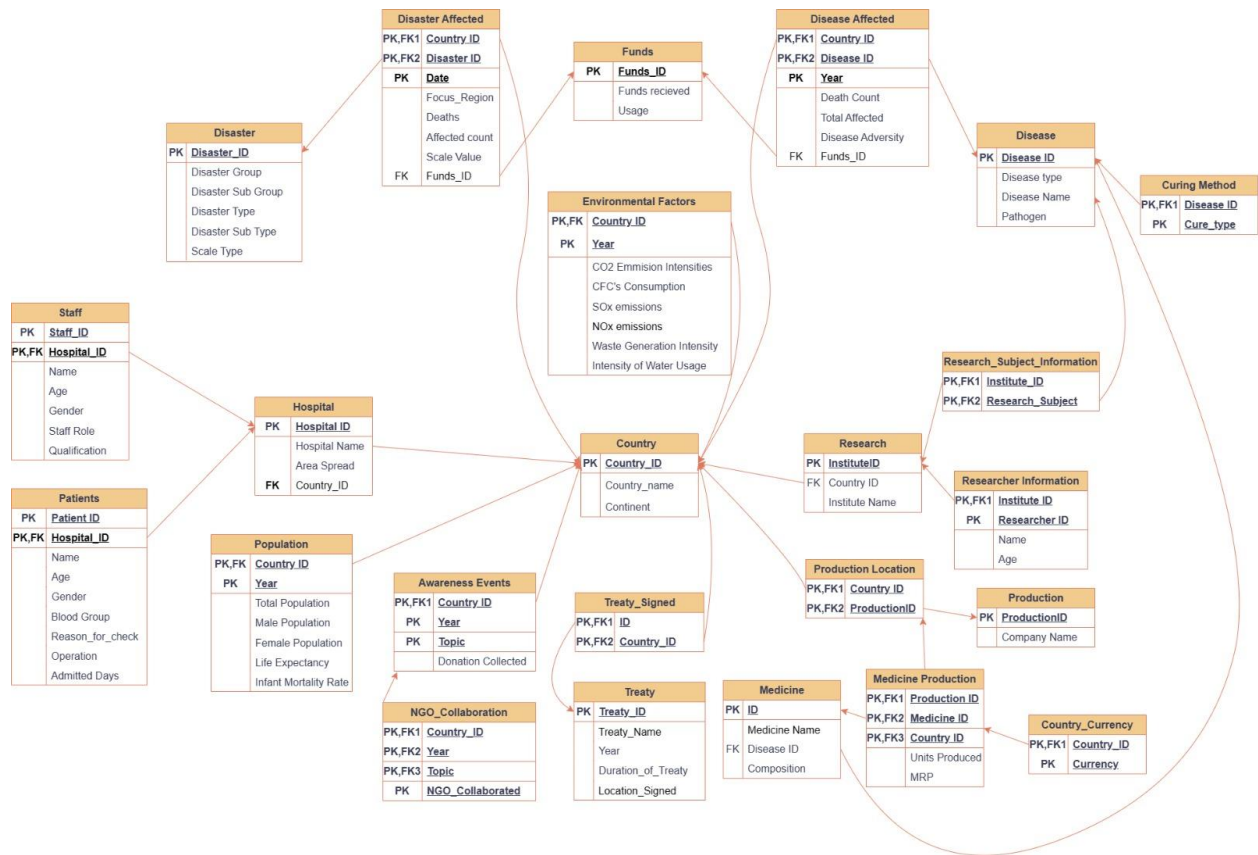 Disaster Affected
PK,FK1 Country ID
PK,FK2 Disaster ID
PK Date
Focus_Region
Deaths
Affected count
Scale Value
FK Funds_ID
Funds
PK Funds_ID
Funds recieved
Usage
Disease Affected
PK,FK1 Country ID
PK,FK2 Disease ID
PK Year
Death Count
Total Affected
Disease Adversity
FK Funds_ID
Disaster
PK Disaster_ID
Disaster Group
Disaster Sub Group
Disaster Type
Disaster Sub Type
Scale Type
Disease
PK Disease ID
Disease type
Disease Name
Pathogen
Curing Method
PK,FK1 Disease ID
PK Cure_type
Environmental Factors
PK,FK Country ID
PK Year
CO2 Emmision Intensities
CFC's Consumption
SOx emissions
NOx emissions
Waste Generation Intensity
Intensity of Water Usage
Staff
PK Staff_ID
PK,FK Hospital_ID
Name
Age
Gender
Staff Role
Qualification
Hospital
PK Hospital ID
Hospital Name
Area Spread
FK Country_ID
Country
PK Country_ID
Country_name
Continent
Research_Subject_Information
PK,FK1 Institute_ID
PK,FK2 Research_Subject
Research
PK InstituteID
FK Country ID
Institute Name
Researcher Information
PK,FK1 Institute ID
PK Researcher ID
Name
Age
Patients
PK Patient ID
PK,FK Hospital_ID
Name
Age
Gender
Blood Group
Reason_for_check
Operation
Admitted Days
Population
PK,FK Country ID
PK Year
Total Population
Male Population
Female Population
Life Expectancy
Infant Mortality Rate
Awareness Events
PK,FK1 Country ID
PK Year
PK Topic
Donation Collected
Treaty_Signed
PK,FK1 ID
PK,FK2 Country_ID
Production Location
PK,FK1 Country ID
PK,FK2 ProductionID
Production
PK ProductionID
Company Name
NGO_Collaboration
PK,FK1 Country_ID
PK,FK2 Year
PK,FK3 Topic
PK NGO_Collaborated
Treaty
PK Treaty_ID
Treaty_Name
Year
Duration_of_Treaty
Location_Signed
Medicine
PK ID
Medicine Name
FK Disease ID
Composition
Medicine Production
PK,FK1 Production ID
PK,FK2 Medicine ID
PK,FK3 Country ID
Units Produced
MRP
Country_Currency
PK,FK1 Country_ID
PK Currency